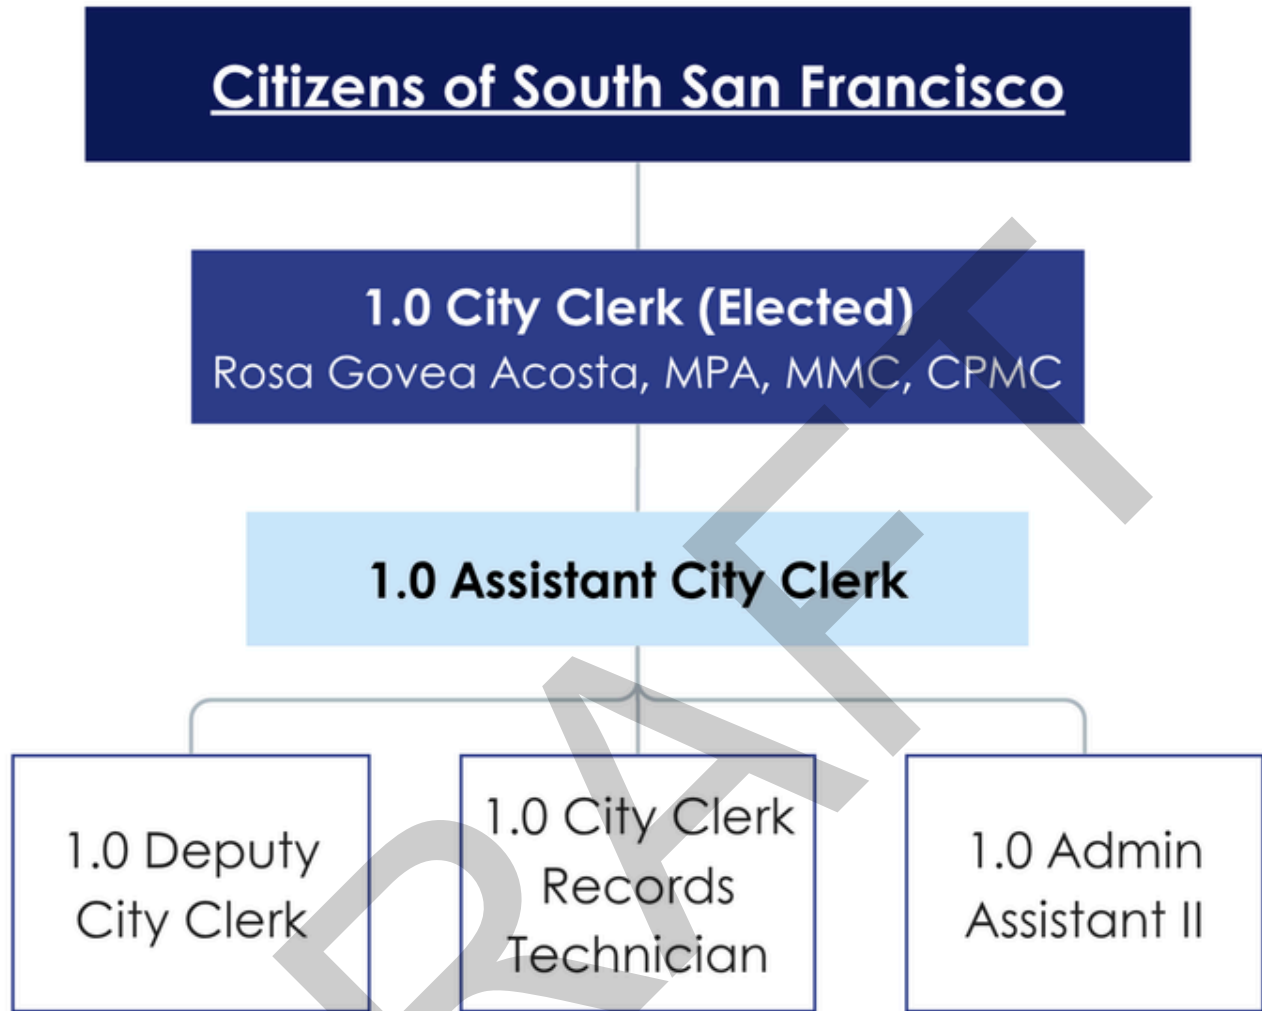 Citizens of South San Francisco
1.0 City Clerk (Elected)
Rosa Govea Acosta, MPA, MMC, CPMC
1.0 Assistant City Clerk
1.0 Deputy
City Clerk
1.0 City Clerk
Records
Technician
1.0 Admin
Assistant II
RAFT